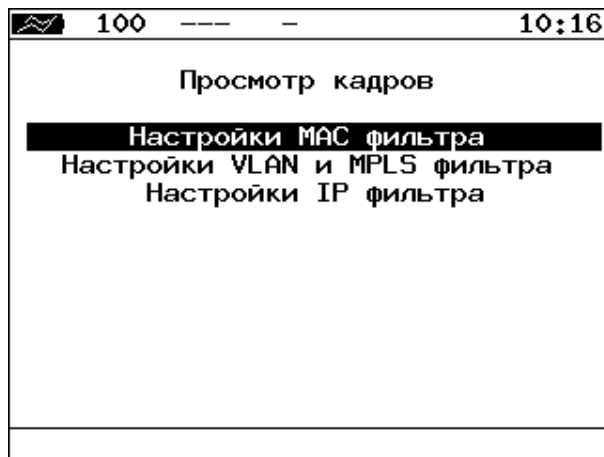 100 --- - 10:16
Просмотр кадров
Настройки MAC фильтра
Настройки VLAN и MPLS фильтра
Настройки IP фильтра